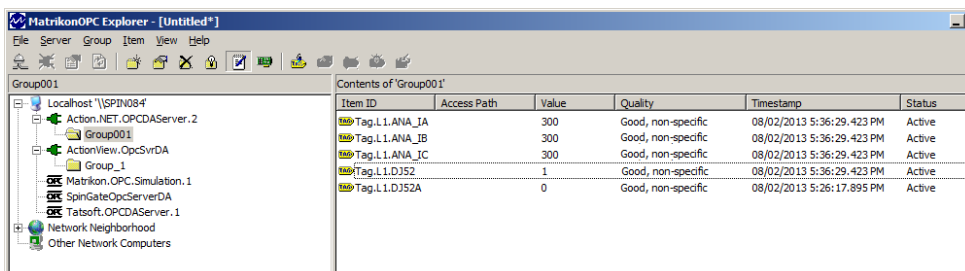 MatrikonOPC Explorer - [Untitled*]
File Server Group Item View Help
Group001
Contents of 'Group001'
Localhost '\\SPIN084'
Action.NET.OPCDAServer.2
Group001
ActionView.OpcSvrDA
Group_1
Matrikon.OPC.Simulation.1
SpinGateOpcServerDA
Tatsoft.OPCDAServer.1
Network Neighborhood
Other Network Computers
Item ID Access Path Value Quality Timestamp Status
Tag.L1.ANA_IA 300 Good, non-specific 08/02/2013 5:36:29.423 PM Active
Tag.L1.ANA_IB 300 Good, non-specific 08/02/2013 5:36:29.423 PM Active
Tag.L1.ANA_IC 300 Good, non-specific 08/02/2013 5:36:29.423 PM Active
Tag.L1.DJ52 1 Good, non-specific 08/02/2013 5:36:29.423 PM Active
Tag.L1.DJ52A 0 Good, non-specific 08/02/2013 5:26:17.895 PM Active